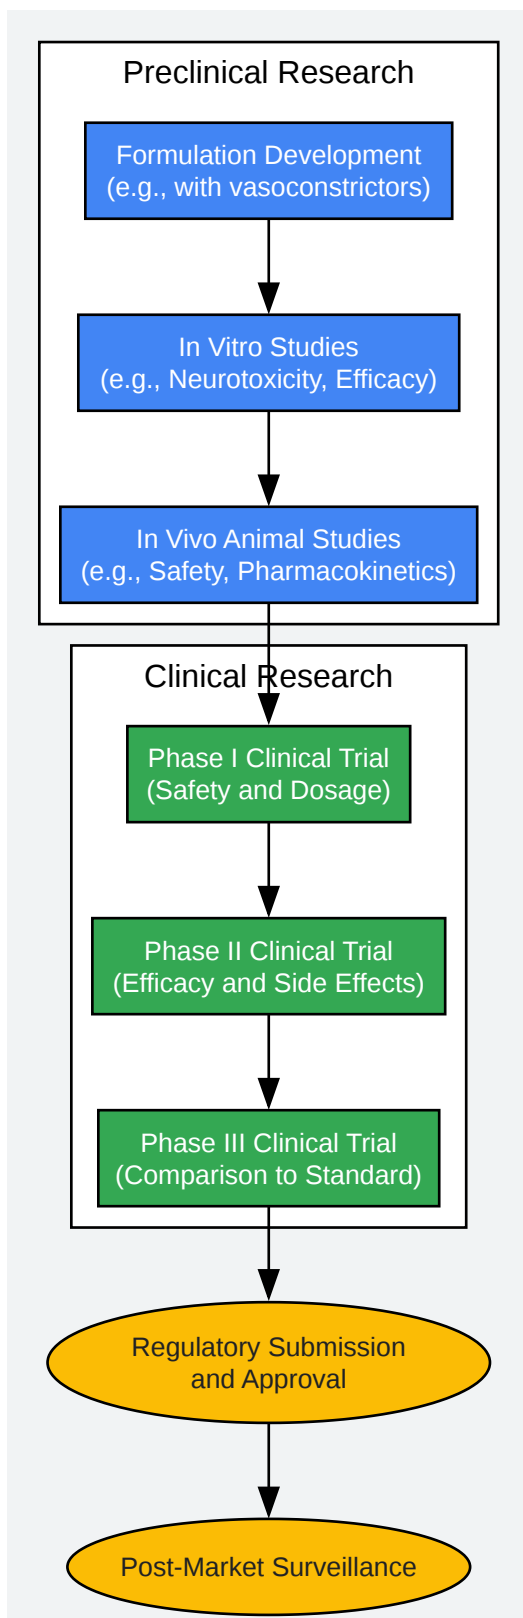 Preclinical Research
Formulation Development
(e.g., with vasoconstrictors)
In Vitro Studies
(e.g., Neurotoxicity, Efficacy)
In Vivo Animal Studies
(e.g., Safety, Pharmacokinetics)
Clinical Research
Phase I Clinical Trial
(Safety and Dosage)
Phase II Clinical Trial
(Efficacy and Side Effects)
Phase III Clinical Trial
(Comparison to Standard)
Regulatory Submission
and Approval
Post-Market Surveillance